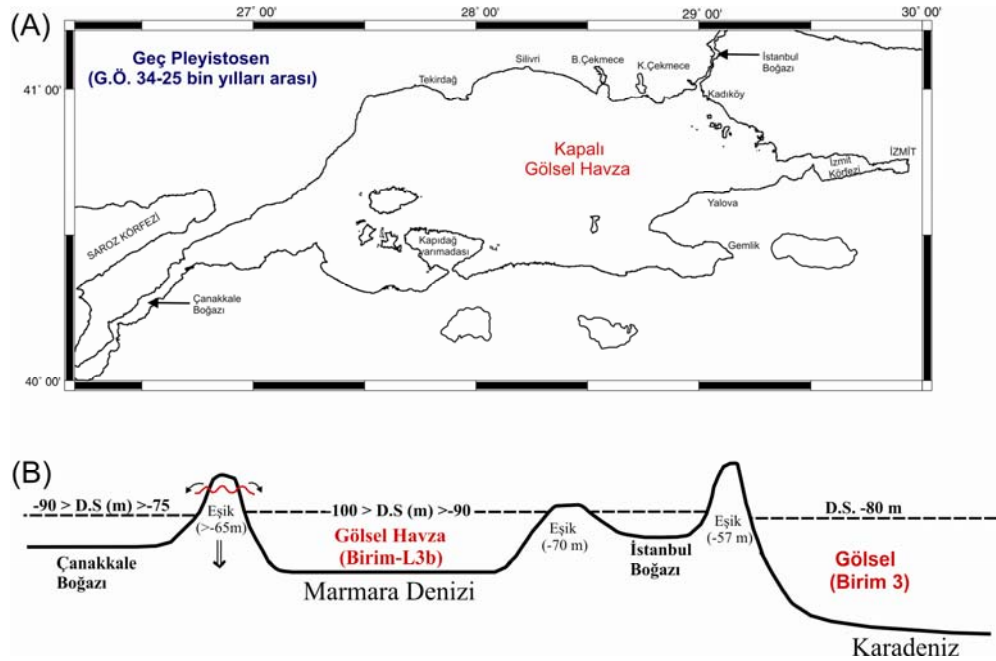 (A)
27° 00'
28° 00'
29° 00'
30° 00'
Geç Pleyistosen
(G.Ö. 34-25 bin yılları arası)
41° 00'
Tekirdağ
Silivri
B.Çekmece
K.Çekmece
İstanbul
Boğazı
Kadıköy
Kapalı
Gölsel Havza
İZMİT
İzmit
Körfezi
Yalova
SAROZ KÖRFEZİ
Kapıdağ
yarımadası
Gemlik
Çanakkale
Boğazı
40° 00'
(B)
-90 > D.S (m) >-75
Eşik
(>-65m)
-100 > D.S (m) >-90
Eşik
(-70 m)
Eşik
(-57 m)
D.S. -80 m
Çanakkale
Boğazı
Gölsel Havza
(Birim-L3b)
İstanbul
Boğazı
Gölsel
(Birim 3)
Marmara Denizi
Karadeniz